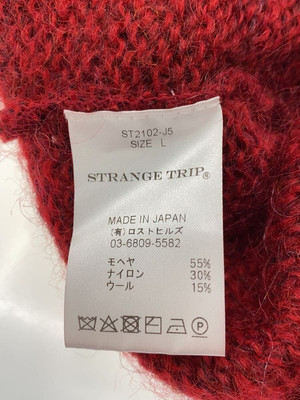 ST2102-J5
SIZE L
STRANGE TRIP®
MADE IN JAPAN
(有)ロストヒルズ
03-6809-5582
モヘヤ 55%
ナイロン 30%
ウール 15%